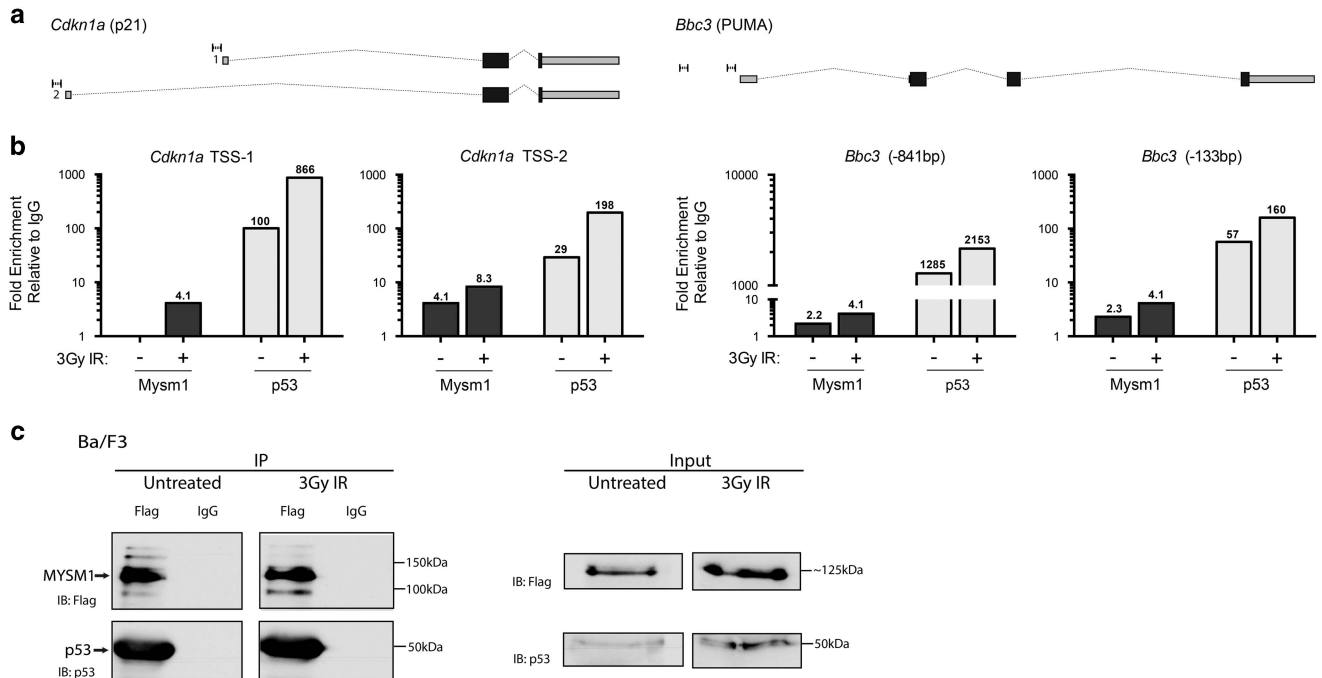 a
Cdkn1a (p21)
1
2
Bbc3 (PUMA)
b
Cdkn1a TSS-1
Fold Enrichment
Relative to IgG
1000
100
10
1
4.1
100
866
3Gy IR: - + - +
Mysm1 p53
Cdkn1a TSS-2
1000
100
10
1
4.1
8.3
29
198
- + - +
Mysm1 p53
Bbc3 (-841bp)
Fold Enrichment
Relative to IgG
10000
1000
10
1
2.2
4.1
1285
2153
3Gy IR: - + - +
Mysm1 p53
Bbc3 (-133bp)
1000
100
10
1
2.3
4.1
57
160
- + - +
Mysm1 p53
c
Ba/F3
IP
Untreated 3Gy IR
Flag IgG Flag IgG
MYSM1
IB: Flag
150kDa
100kDa
p53
IB: p53
50kDa
Input
Untreated 3Gy IR
IB: Flag
~125kDa
IB: p53
50kDa